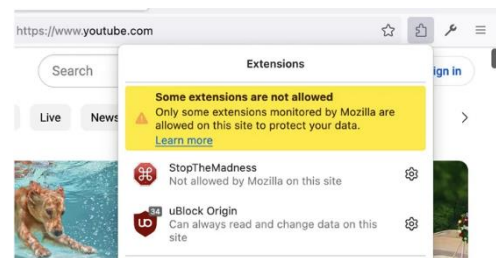 https://www.youtube.com
Extensions
Search
Sign in
Some extensions are not allowed
Only some extensions monitored by Mozilla are
allowed on this site to protect your data.
Learn more
Live
News
StopTheMadness
Not allowed by Mozilla on this site
34
uBlock Origin
Can always read and change data on this
site